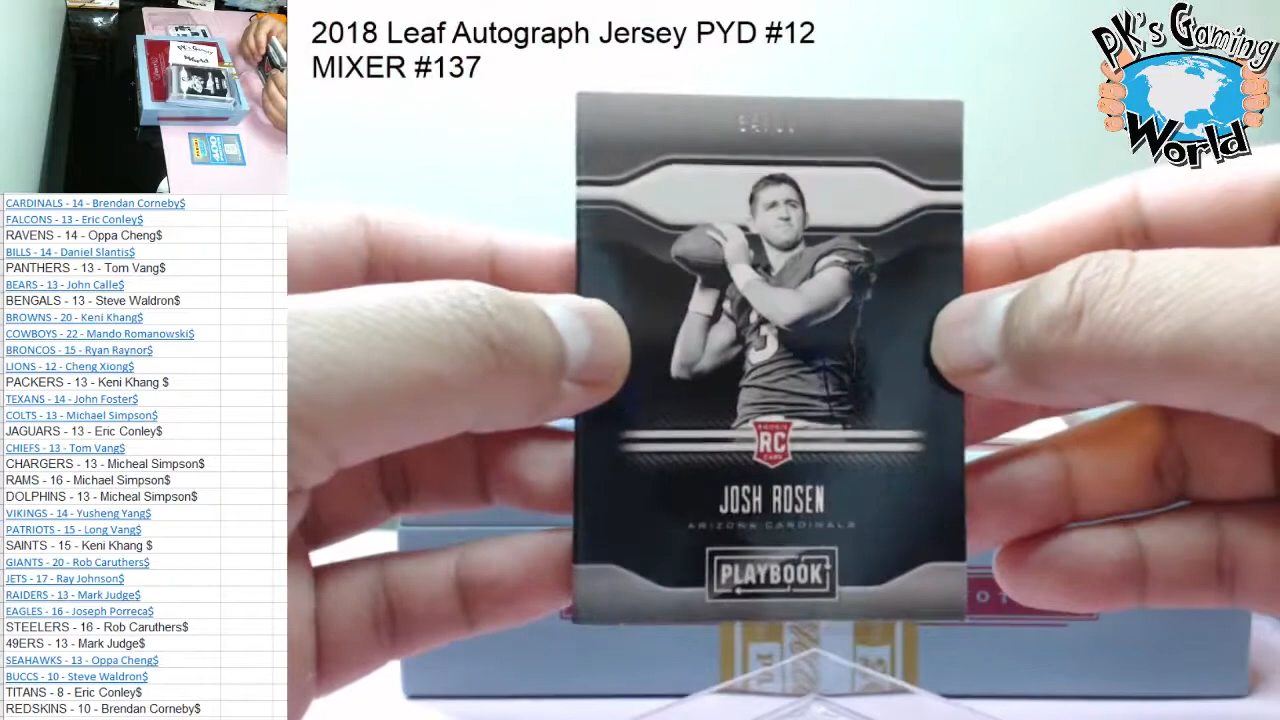 2018 Leaf Autograph Jersey PYD #12
MIXER #137
PK's Gaming
World
CARDINALS - 14 - Brendan Corneby$
FALCONS - 13 - Eric Conley$
RAVENS - 14 - Oppa Cheng$
BILLS - 14 - Daniel Slantis$
PANTHERS - 13 - Tom Vang$
BEARS - 13 - John Calle$
BENGALS - 13 - Steve Waldron$
BROWNS - 20 - Keni Khang$
COWBOYS - 22 - Mando Romanowski$
BRONCOS - 15 - Ryan Raynor$
LIONS - 12 - Cheng Xiong$
PACKERS - 13 - Keni Khang $
TEXANS - 14 - John Foster$
COLTS - 13 - Michael Simpson$
JAGUARS - 13 - Eric Conley$
CHIEFS - 13 - Tom Vang$
CHARGERS - 13 - Micheal Simpson$
RAMS - 16 - Michael Simpson$
DOLPHINS - 13 - Micheal Simpson$
VIKINGS - 14 - Yusheng Yang$
PATRIOTS - 15 - Long Vang$
SAINTS - 15 - Keni Khang $
GIANTS - 20 - Rob Caruthers$
JETS - 17 - Ray Johnson$
RAIDERS - 13 - Mark Judge$
EAGLES - 16 - Joseph Porreca$
STEELERS - 16 - Rob Caruthers$
49ERS - 13 - Mark Judge$
SEAHAWKS - 13 - Oppa Cheng$
BUCCS - 10 - Steve Waldron$
TITANS - 8 - Eric Conley$
REDSKINS - 10 - Brendan Corneby$
3
ROOKIE
RC
CARD
JOSH ROSEN
ARIZONA CARDINALS
PLAYBOOK